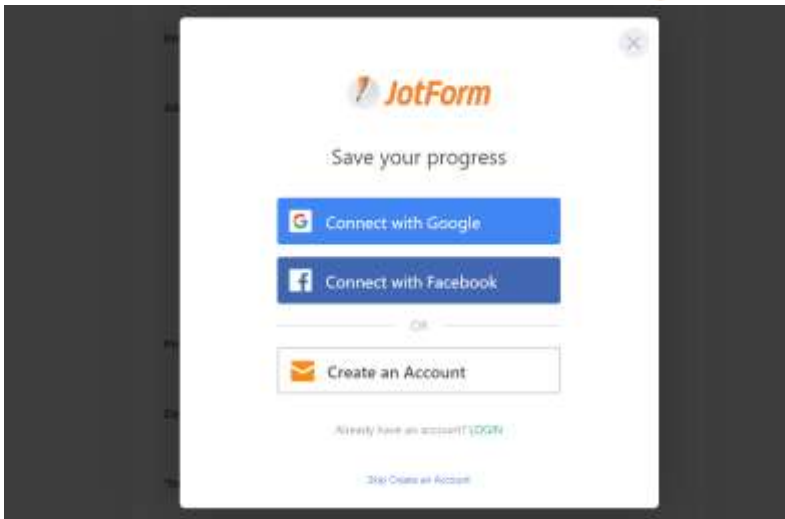 JotForm
Save your progress
Connect with Google
Connect with Facebook
OR
Create an Account
Already have an account? LOGIN
Skip Create an Account